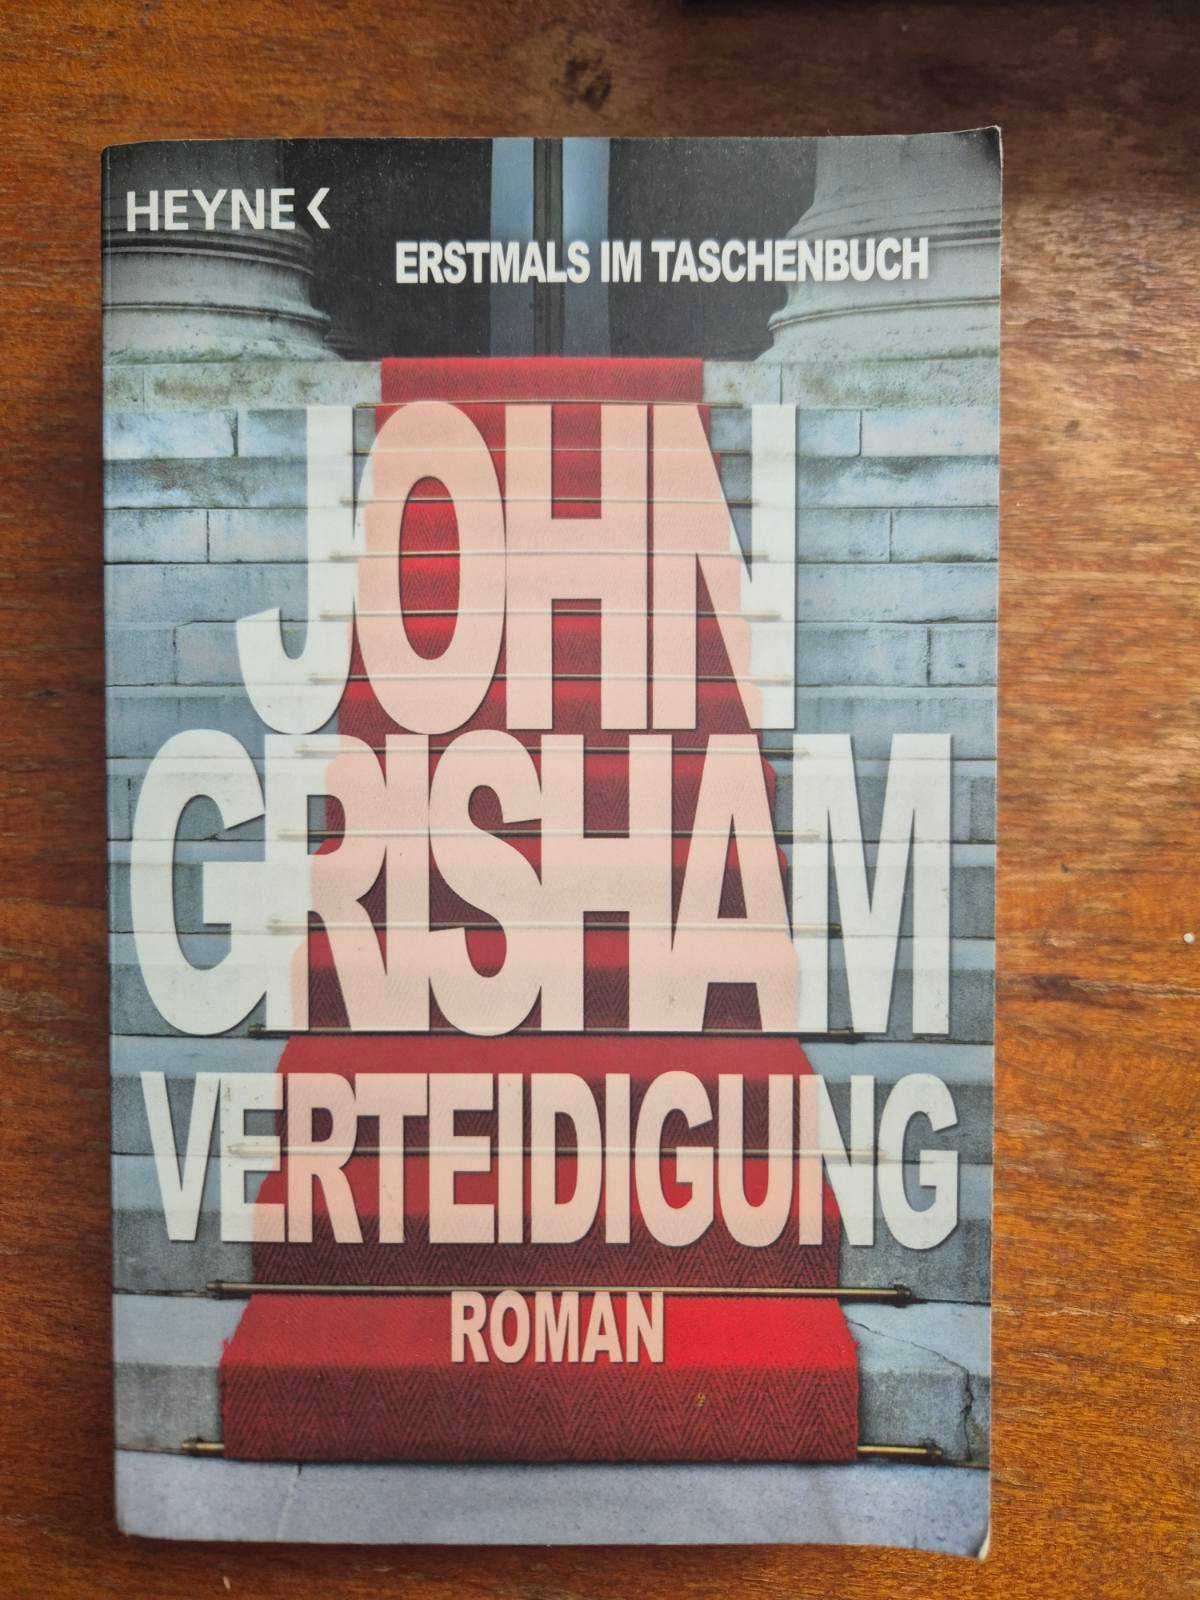 HEYNE <
ERSTMALS IM TASCHENBUCH
JOHN
GRISHAM
VERTEIDIGUNG
ROMAN